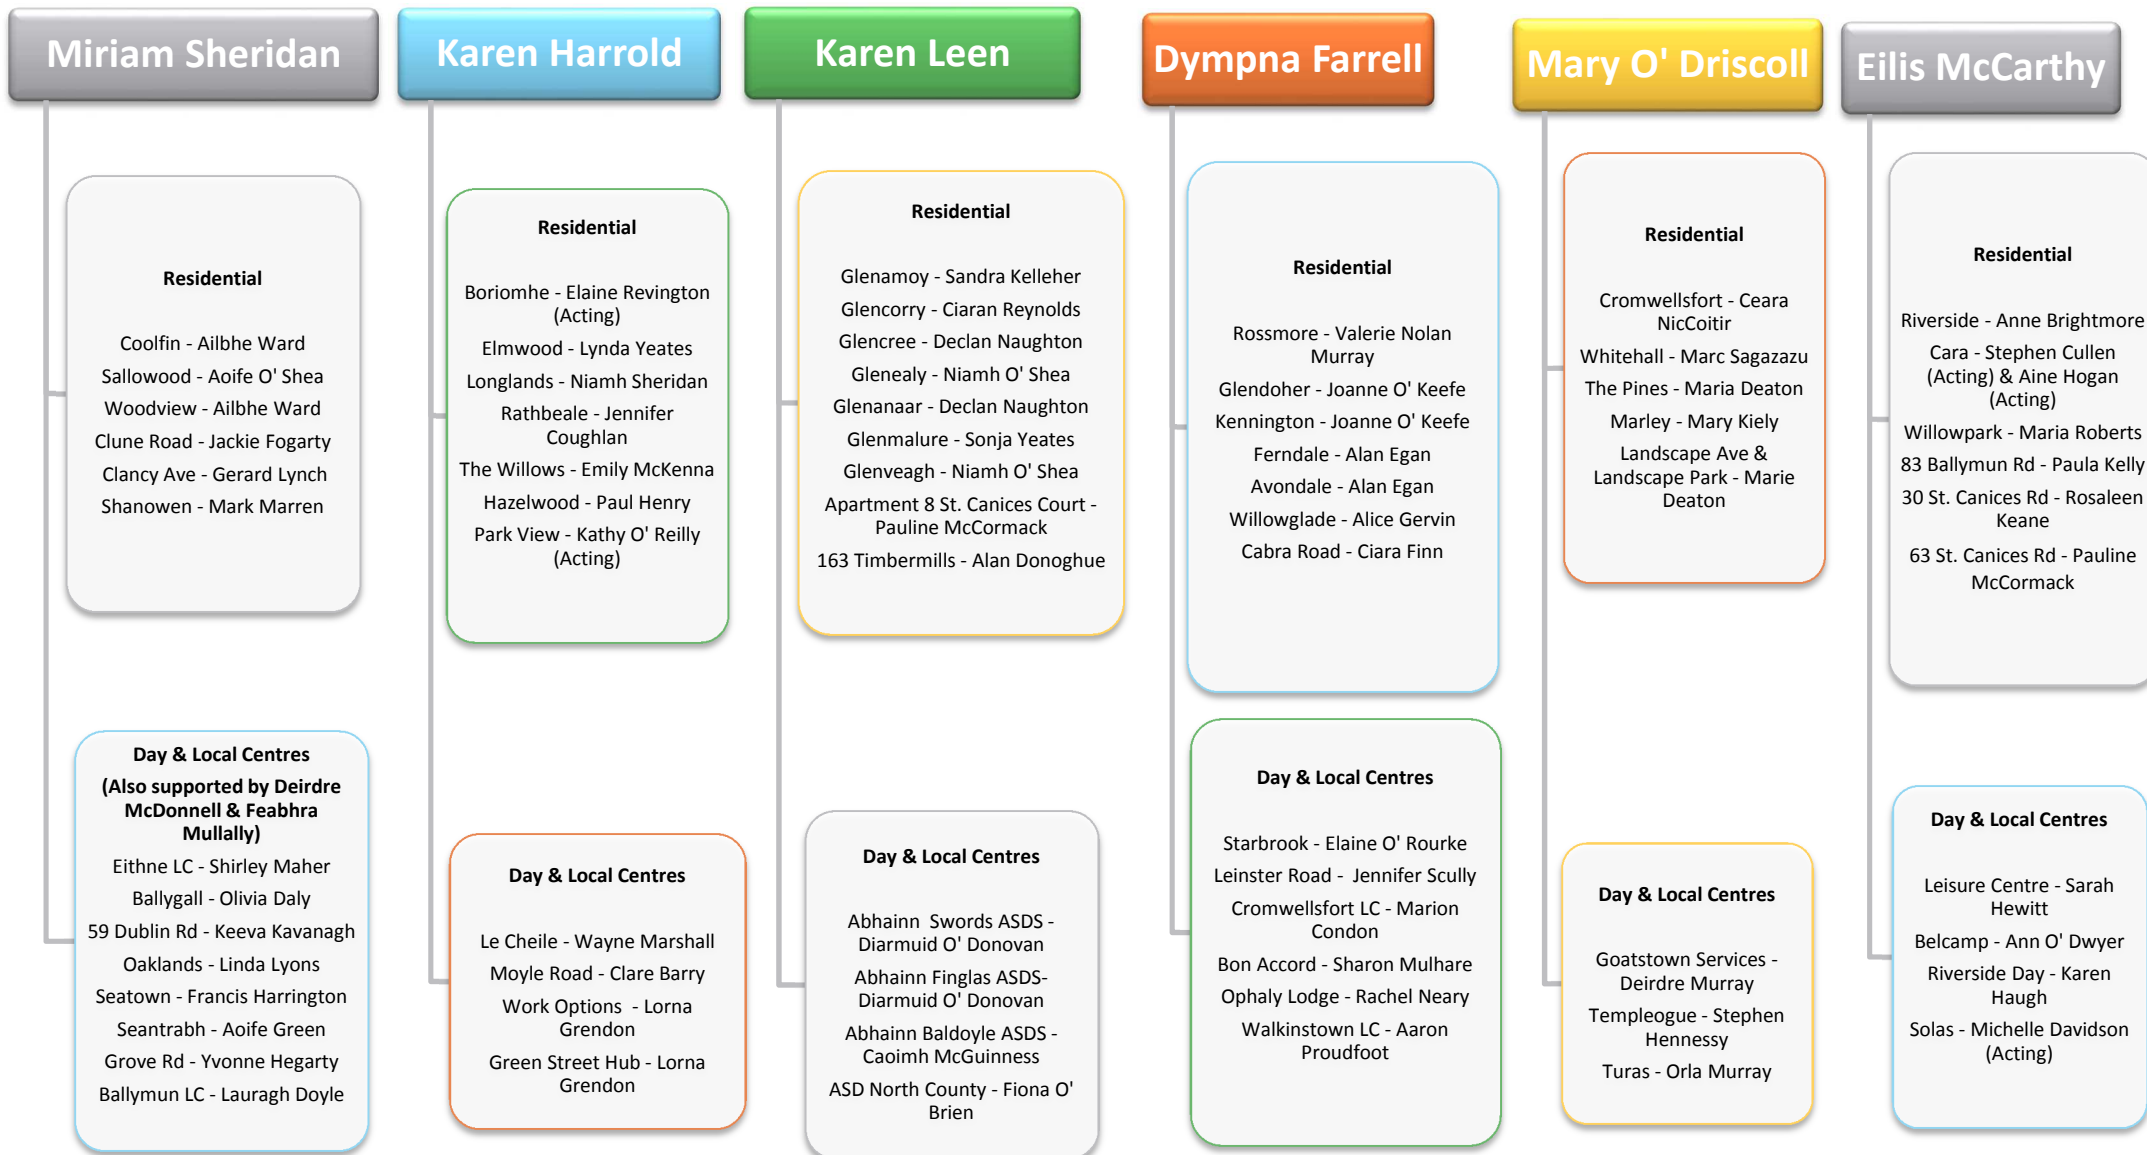 Miriam Sheridan
Residential
Coolfin - Ailbhe Ward
Sallowood - Aoife O' Shea
Woodview - Ailbhe Ward
Clune Road - Jackie Fogarty
Clancy Ave - Gerard Lynch
Shanowen - Mark Marren
Day & Local Centres
(Also supported by Deirdre
McDonnell & Feabhra
Mullally)
Eithne LC - Shirley Maher
Ballygall - Olivia Daly
59 Dublin Rd - Keeva Kavanagh
Oaklands - Linda Lyons
Seatown - Francis Harrington
Seantrabh - Aoife Green
Grove Rd - Yvonne Hegarty
Ballymun LC - Lauragh Doyle
Karen Harrold
Residential
Boriomhe - Elaine Revington
(Acting)
Elmwood - Lynda Yeates
Longlands - Niamh Sheridan
Rathbeale - Jennifer
Coughlan
The Willows - Emily McKenna
Hazelwood - Paul Henry
Park View - Kathy O' Reilly
(Acting)
Day & Local Centres
Le Cheile - Wayne Marshall
Moyle Road - Clare Barry
Work Options  - Lorna
Grendon
Green Street Hub - Lorna
Grendon
Karen Leen
Residential
Glenamoy - Sandra Kelleher
Glencorry - Ciaran Reynolds
Glencree - Declan Naughton
Glenealy - Niamh O' Shea
Glenanaar - Declan Naughton
Glenmalure - Sonja Yeates
Glenveagh - Niamh O' Shea
Apartment 8 St. Canices Court -
Pauline McCormack
163 Timbermills - Alan Donoghue
Day & Local Centres
Abhainn  Swords ASDS -
Diarmuid O' Donovan
Abhainn Finglas ASDS-
Diarmuid O' Donovan
Abhainn Baldoyle ASDS -
Caoimh McGuinness
ASD North County - Fiona O'
Brien
Dympna Farrell
Residential
Rossmore - Valerie Nolan
Murray
Glendoher - Joanne O' Keefe
Kennington - Joanne O' Keefe
Ferndale - Alan Egan
Avondale - Alan Egan
Willowglade - Alice Gervin
Cabra Road - Ciara Finn
Day & Local Centres
Starbrook - Elaine O' Rourke
Leinster Road -  Jennifer Scully
Cromwellsfort LC - Marion
Condon
Bon Accord - Sharon Mulhare
Ophaly Lodge - Rachel Neary
Walkinstown LC - Aaron
Proudfoot
Mary O' Driscoll
Residential
Cromwellsfort - Ceara
NicCoitir
Whitehall - Marc Sagazazu
The Pines - Maria Deaton
Marley - Mary Kiely
Landscape Ave &
Landscape Park - Marie
Deaton
Day & Local Centres
Goatstown Services -
Deirdre Murray
Templeogue - Stephen
Hennessy
Turas - Orla Murray
Eilis McCarthy
Residential
Riverside - Anne Brightmore
Cara - Stephen Cullen
(Acting) & Aine Hogan
(Acting)
Willowpark - Maria Roberts
83 Ballymun Rd - Paula Kelly
30 St. Canices Rd - Rosaleen
Keane
63 St. Canices Rd - Pauline
McCormack
Day & Local Centres
Leisure Centre - Sarah
Hewitt
Belcamp - Ann O' Dwyer
Riverside Day - Karen
Haugh
Solas - Michelle Davidson
(Acting)